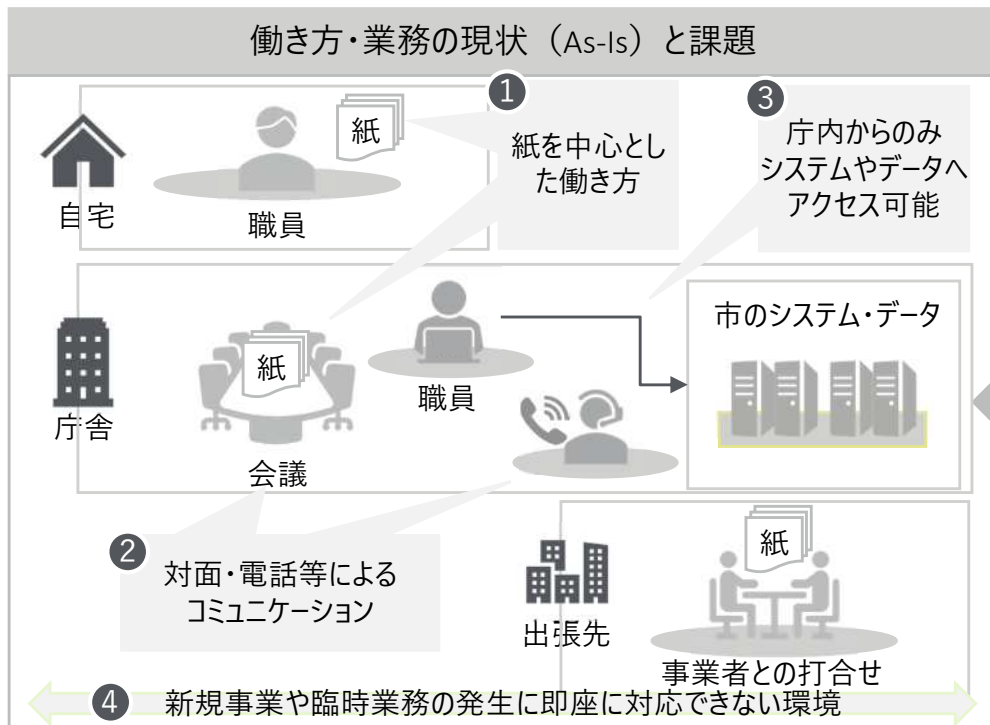 働き方・業務の現状（As-Is）と課題
❶
紙を中心とし
た働き方
❸
庁内からのみ
システムやデータへ
アクセス可能
紙
自宅
職員
市のシステム・データ
紙
職員
庁舎
会議
❷
対面・電話等による
コミュニケーション
紙
出張先
事業者との打合せ
❹ 新規事業や臨時業務の発生に即座に対応できない環境